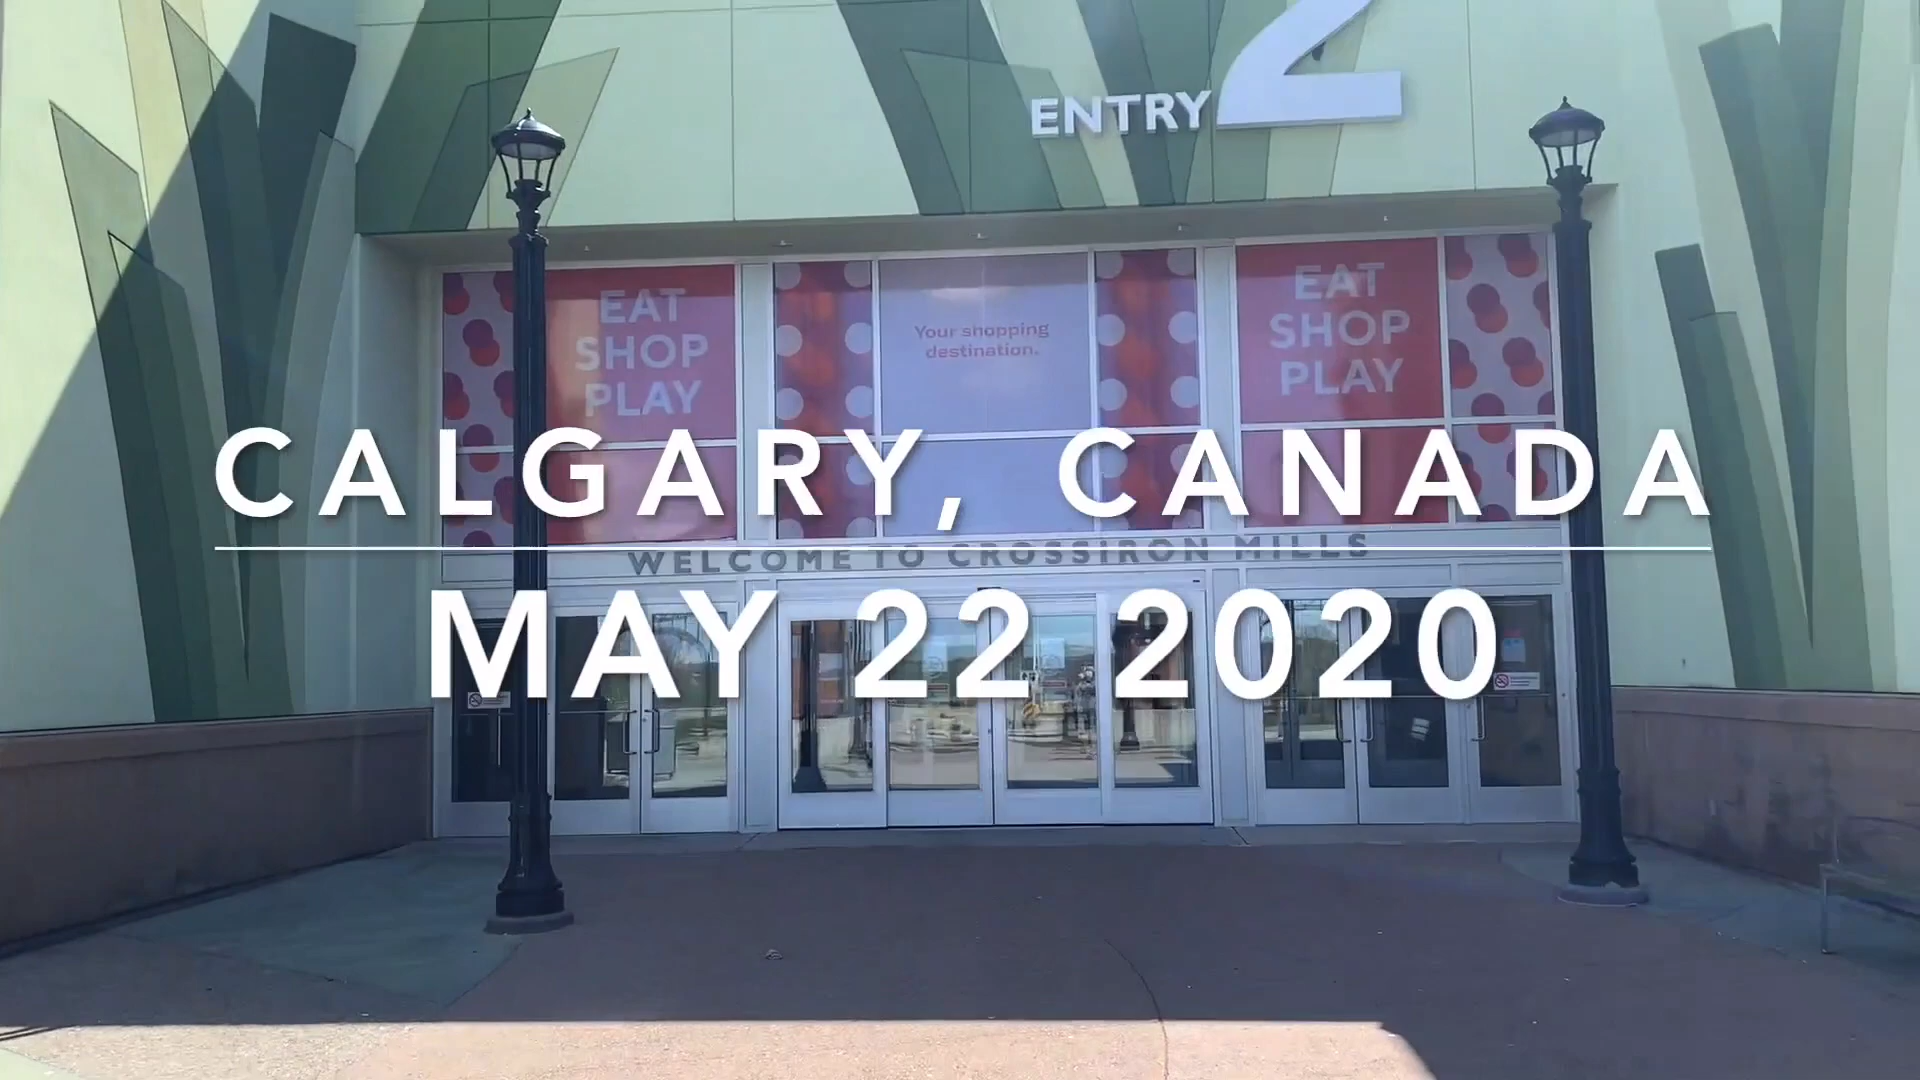 ENTRY 2
EAT
SHOP
PLAY
Your shopping
destination.
EAT
SHOP
PLAY
CALGARY, CANADA
WELCOME TO CROSSIRON MILLS
MAY 22 2020